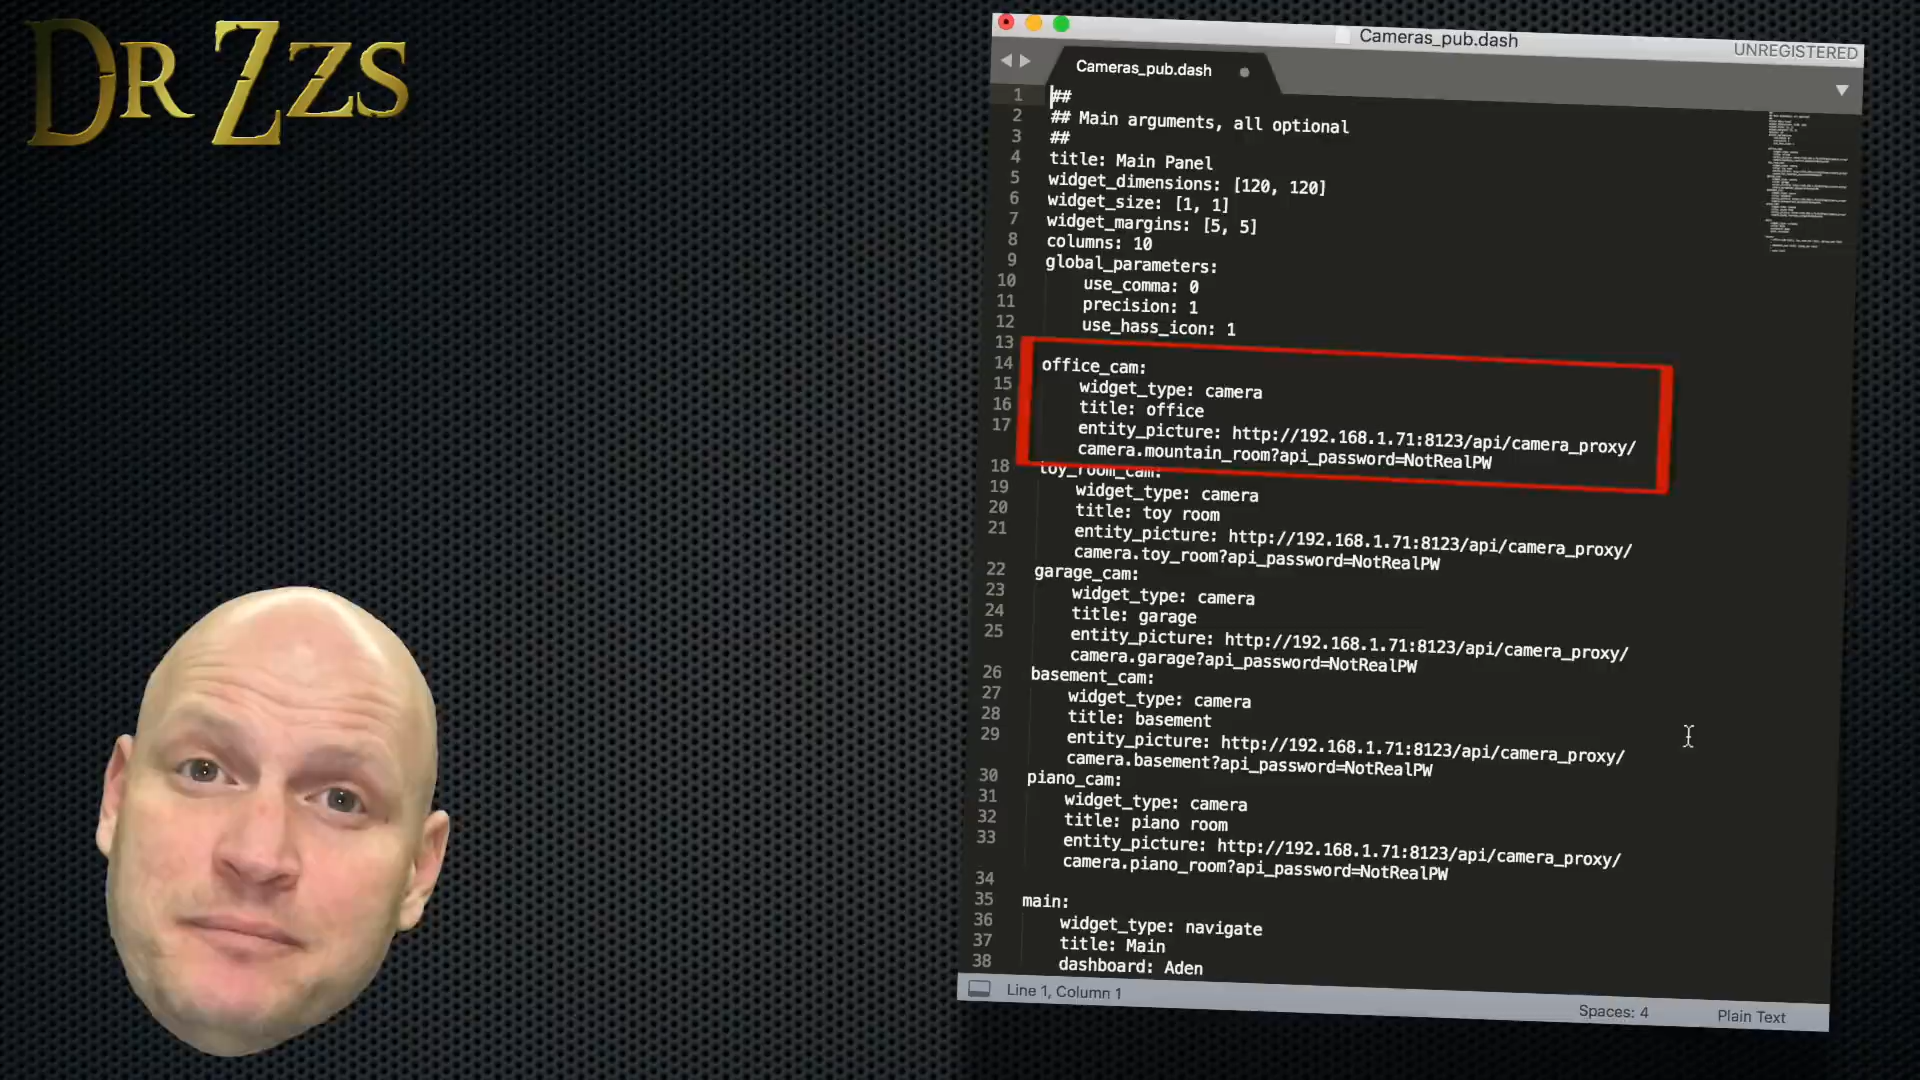 DR ZZS
Cameras_pub.dash
UNREGISTERED
Cameras_pub.dash
1 ##
2 ## Main arguments, all optional
3 ##
4 title: Main Panel
5 widget_dimensions: [120, 120]
6 widget_size: [1, 1]
7 widget_margins: [5, 5]
8 columns: 10
9 global_parameters:
10 use_comma: 0
11 precision: 1
12 use_hass_icon: 1
13
14 office_cam:
15 widget_type: camera
16 title: office
17 entity_picture: http://192.168.1.71:8123/api/camera_proxy/
camera.mountain_room?api_password=NotRealPW
18 toy_room_cam:
19 widget_type: camera
20 title: toy room
21 entity_picture: http://192.168.1.71:8123/api/camera_proxy/
camera.toy_room?api_password=NotRealPW
22 garage_cam:
23 widget_type: camera
24 title: garage
25 entity_picture: http://192.168.1.71:8123/api/camera_proxy/
camera.garage?api_password=NotRealPW
26 basement_cam:
27 widget_type: camera
28 title: basement
29 entity_picture: http://192.168.1.71:8123/api/camera_proxy/
camera.basement?api_password=NotRealPW
30 piano_cam:
31 widget_type: camera
32 title: piano room
33 entity_picture: http://192.168.1.71:8123/api/camera_proxy/
camera.piano_room?api_password=NotRealPW
34
35 main:
36 widget_type: navigate
37 title: Main
38 dashboard: Aden
Line 1, Column 1
Spaces: 4
Plain Text